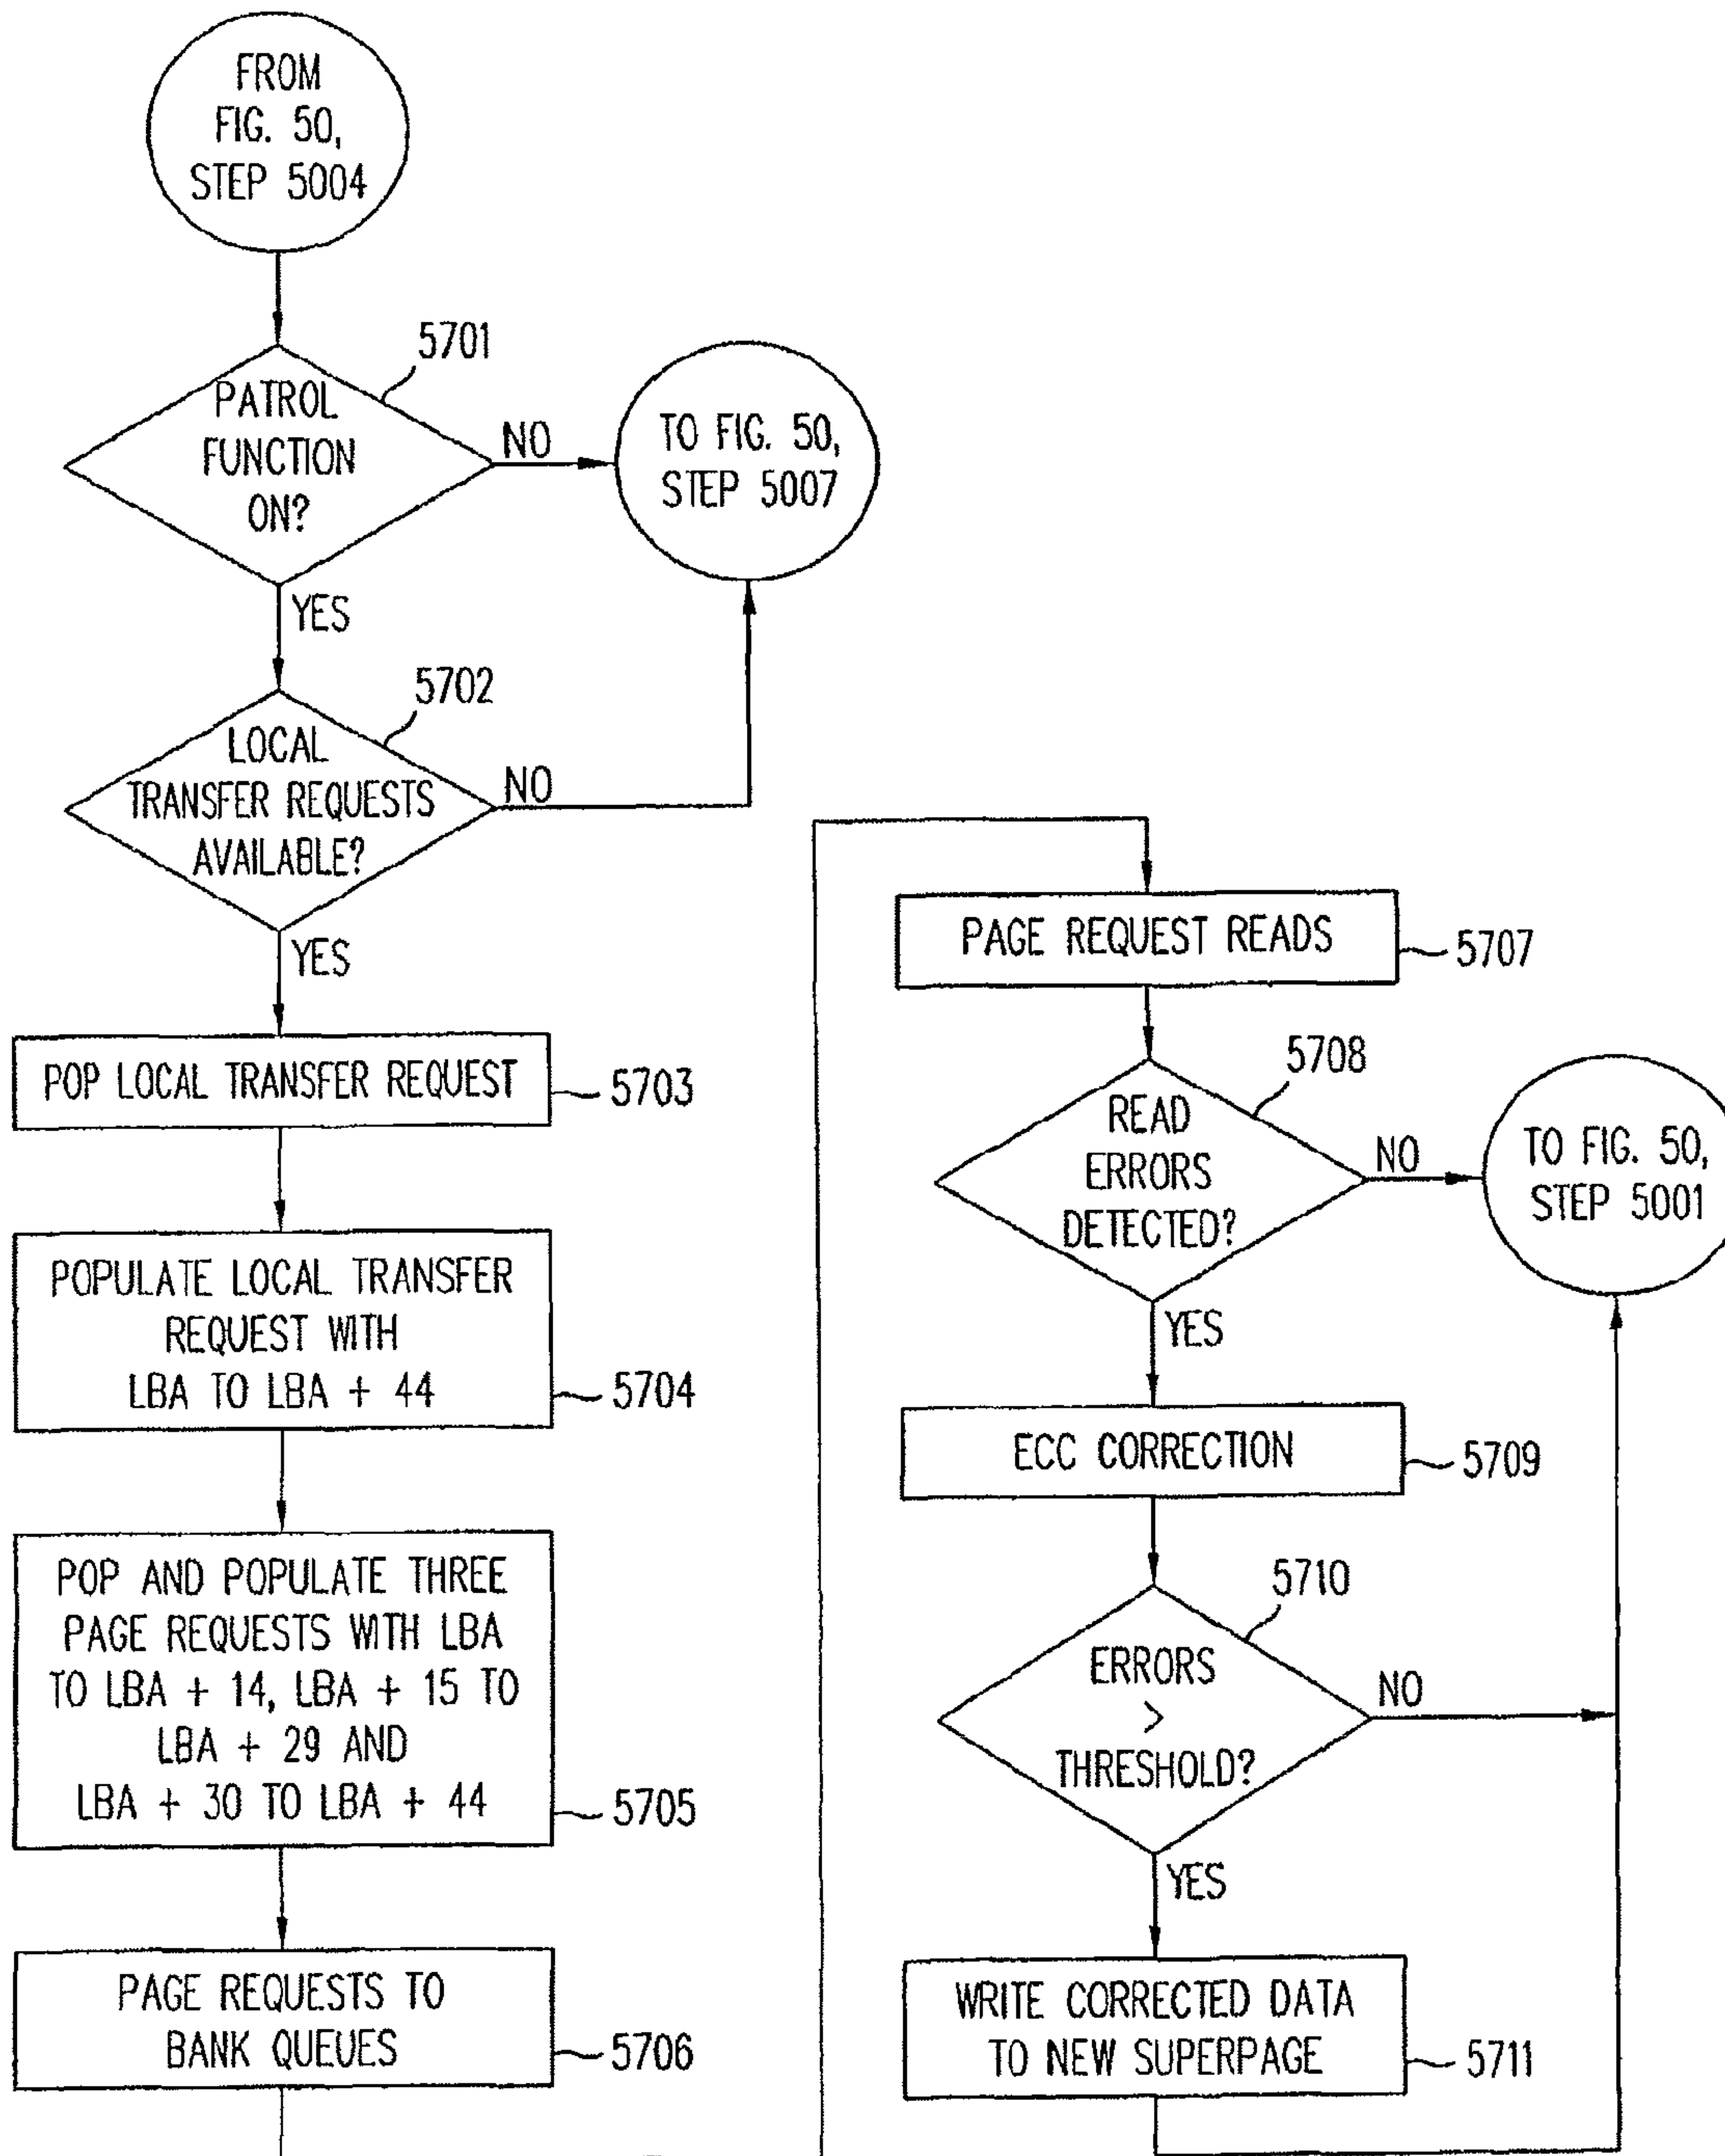 FROM
FIG. 50,
STEP 5004
5701
PATROL
FUNCTION
ON?
NO
TO FIG. 50,
STEP 5007
YES
5702
LOCAL
TRANSFER REQUESTS
AVAILABLE?
NO
YES
POP LOCAL TRANSFER REQUEST
5703
POPULATE LOCAL TRANSFER
REQUEST WITH
LBA TO LBA + 44
5704
POP AND POPULATE THREE
PAGE REQUESTS WITH LBA
TO LBA + 14, LBA + 15 TO
LBA + 29 AND
LBA + 30 TO LBA + 44
5705
PAGE REQUESTS TO
BANK QUEUES
5706
PAGE REQUEST READS
5707
5708
READ
ERRORS
DETECTED?
NO
TO FIG. 50,
STEP 5001
YES
ECC CORRECTION
5709
5710
ERRORS
>
THRESHOLD?
NO
YES
WRITE CORRECTED DATA
TO NEW SUPERPAGE
5711